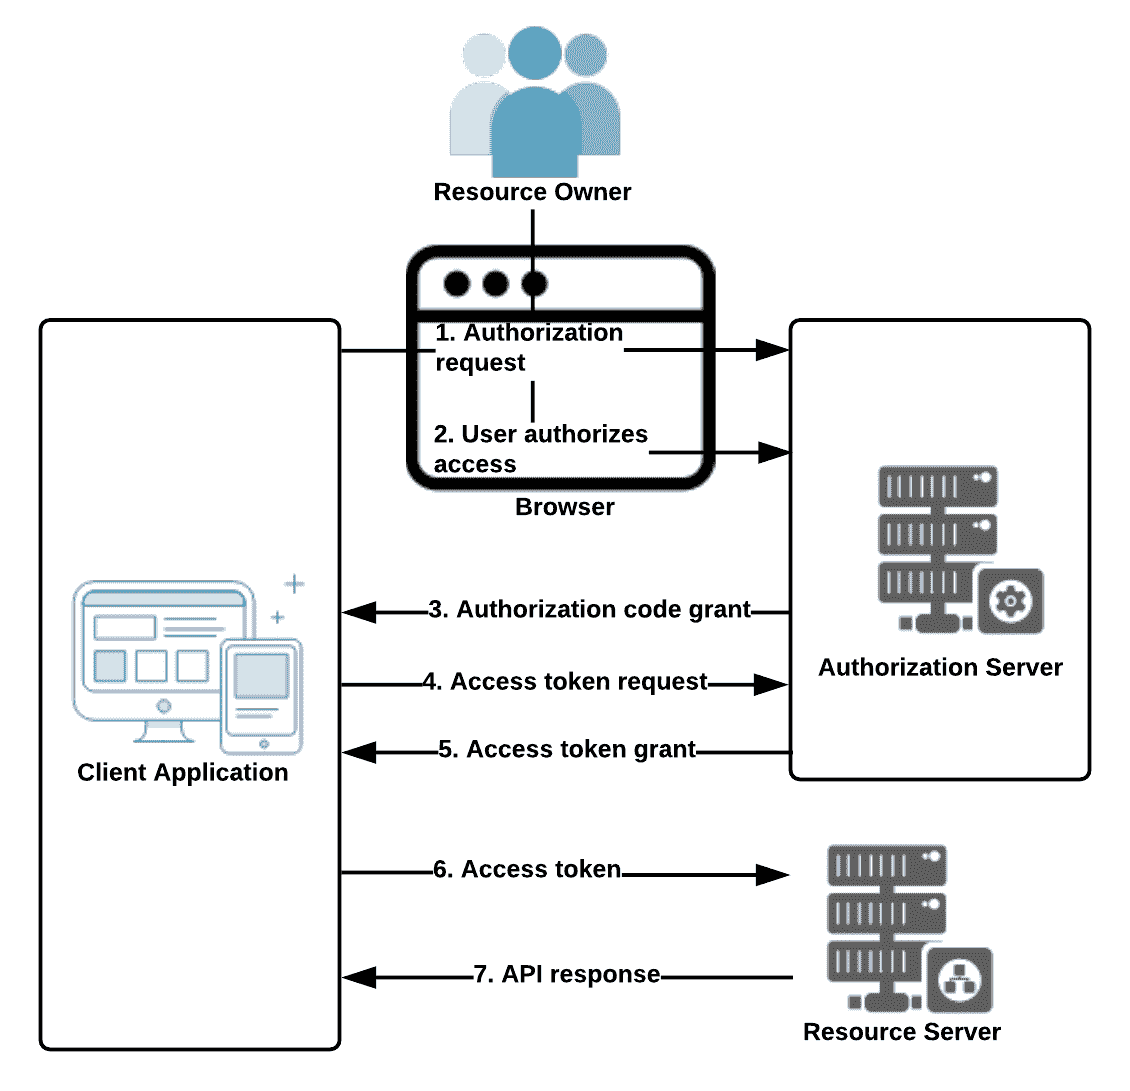 Resource Owner
1. Authorization
request
2. User authorizes
access
Browser
3. Authorization code grant
Authorization Server
4. Access token request
5. Access token grant
Client Application
6. Access token
7. API response
Resource Server